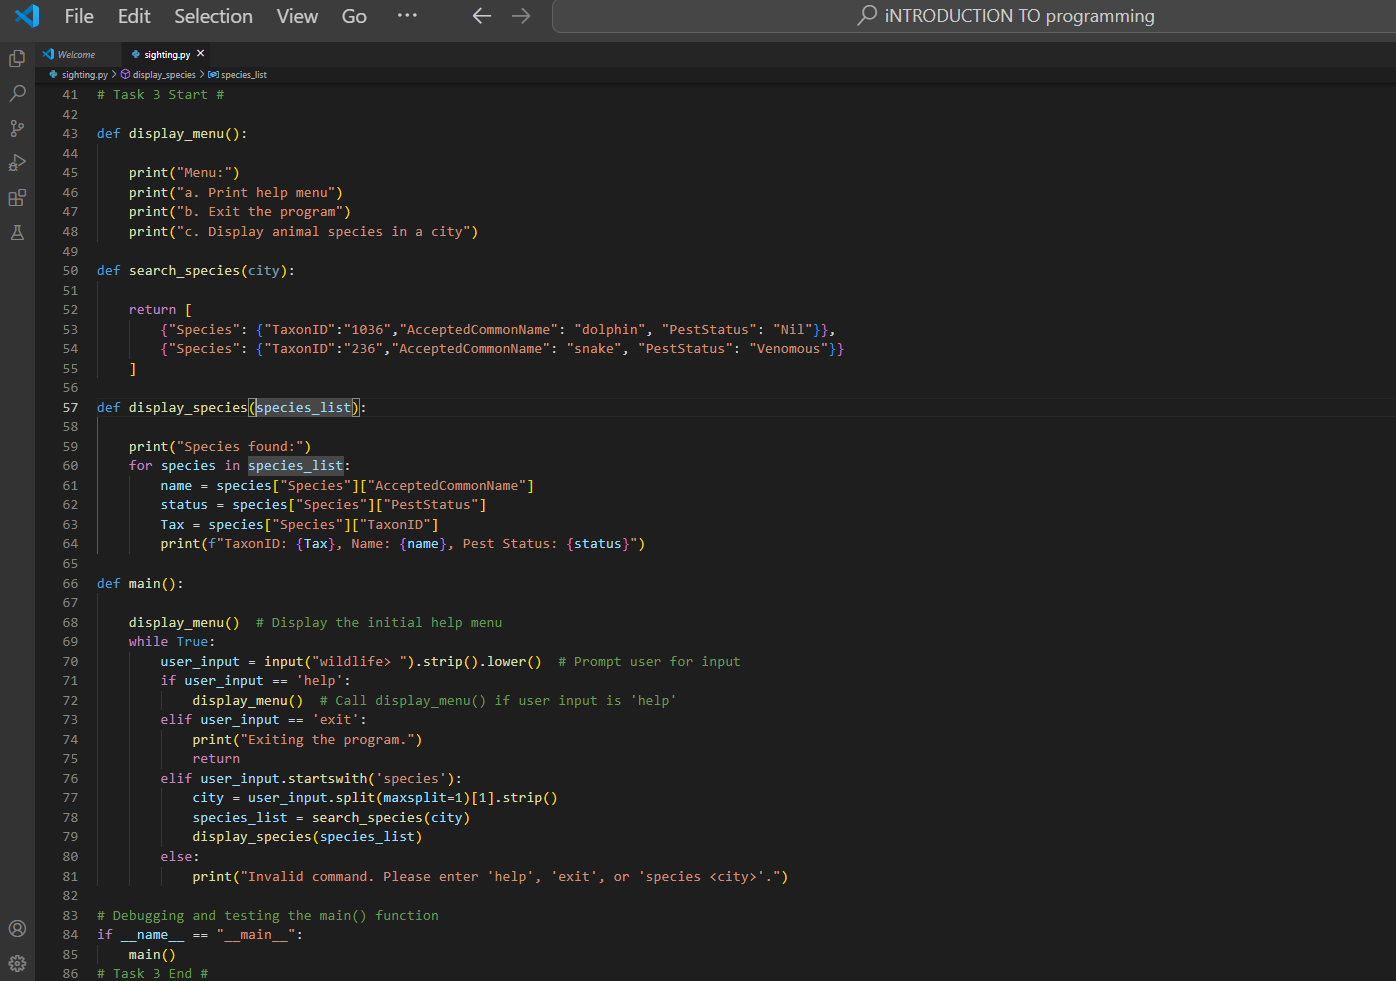 File Edit Selection View Go ··· iNTRODUCTION TO programming
Welcome sighting.py
sighting.py > display_species > species_list
41 # Task 3 Start #
42
43 def display_menu():
44
45 print("Menu:")
46 print("a. Print help menu")
47 print("b. Exit the program")
48 print("c. Display animal species in a city")
49
50 def search_species(city):
51
52 return [
53 {"Species": {"TaxonID":"1036","AcceptedCommonName": "dolphin", "PestStatus": "Nil"}},
54 {"Species": {"TaxonID":"236","AcceptedCommonName": "snake", "PestStatus": "Venomous"}}
55 ]
56
57 def display_species(species_list):
58
59 print("Species found:")
60 for species in species_list:
61 name = species["Species"]["AcceptedCommonName"]
62 status = species["Species"]["PestStatus"]
63 Tax = species["Species"]["TaxonID"]
64 print(f"TaxonID: {Tax}, Name: {name}, Pest Status: {status}")
65
66 def main():
67
68 display_menu()  # Display the initial help menu
69 while True:
70 user_input = input("wildlife> ").strip().lower()  # Prompt user for input
71 if user_input == 'help':
72 display_menu()  # Call display_menu() if user input is 'help'
73 elif user_input == 'exit':
74 print("Exiting the program.")
75 return
76 elif user_input.startswith('species'):
77 city = user_input.split(maxsplit=1)[1].strip()
78 species_list = search_species(city)
79 display_species(species_list)
80 else:
81 print("Invalid command. Please enter 'help', 'exit', or 'species <city>'.")
82
83 # Debugging and testing the main() function
84 if __name__ == "__main__":
85 main()
86 # Task 3 End #